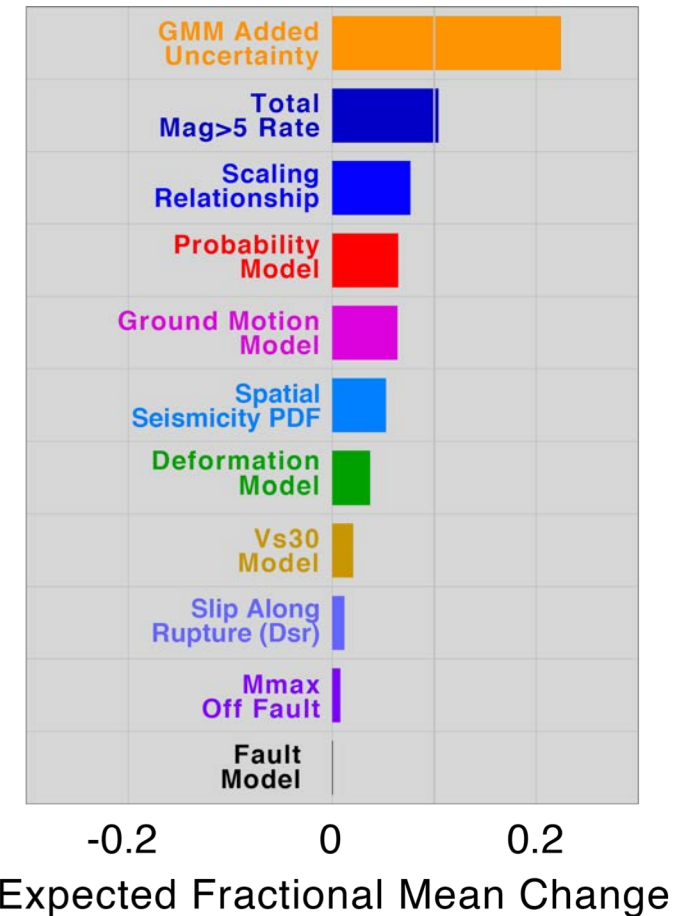 GMM Added
Uncertainty
Total
Mag>5 Rate
Scaling
Relationship
Probability
Model
Ground Motion
Model
Spatial
Seismicity PDF
Deformation
Model
Vs30
Model
Slip Along
Rupture (Dsr)
Mmax
Off Fault
Fault
Model
-0.2 0 0.2
Expected Fractional Mean Change